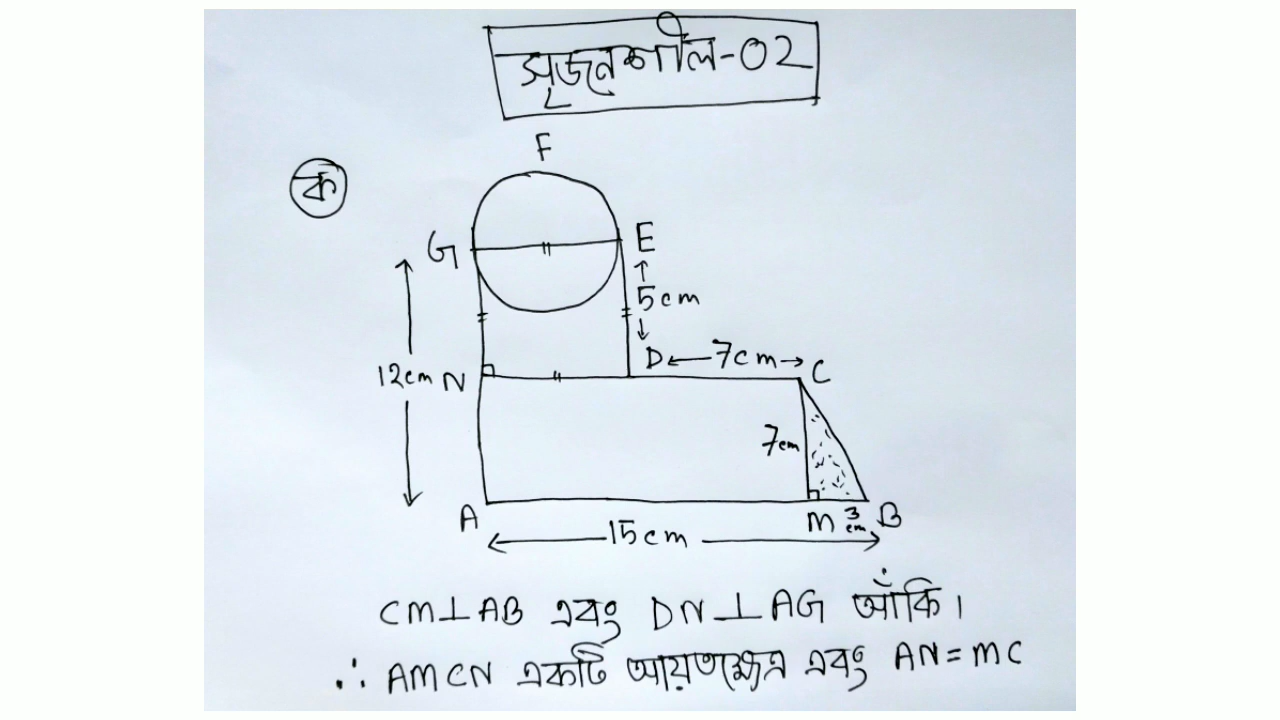 সৃজনশীল-02
F
ক
G E
5cm
D 7cm C
12cm N
7cm
A M 3 cm B
15cm
CM⊥AB এবং DN⊥AG আঁকি।
∴ AMCN একটি আয়তক্ষেত্র এবং AN=MC